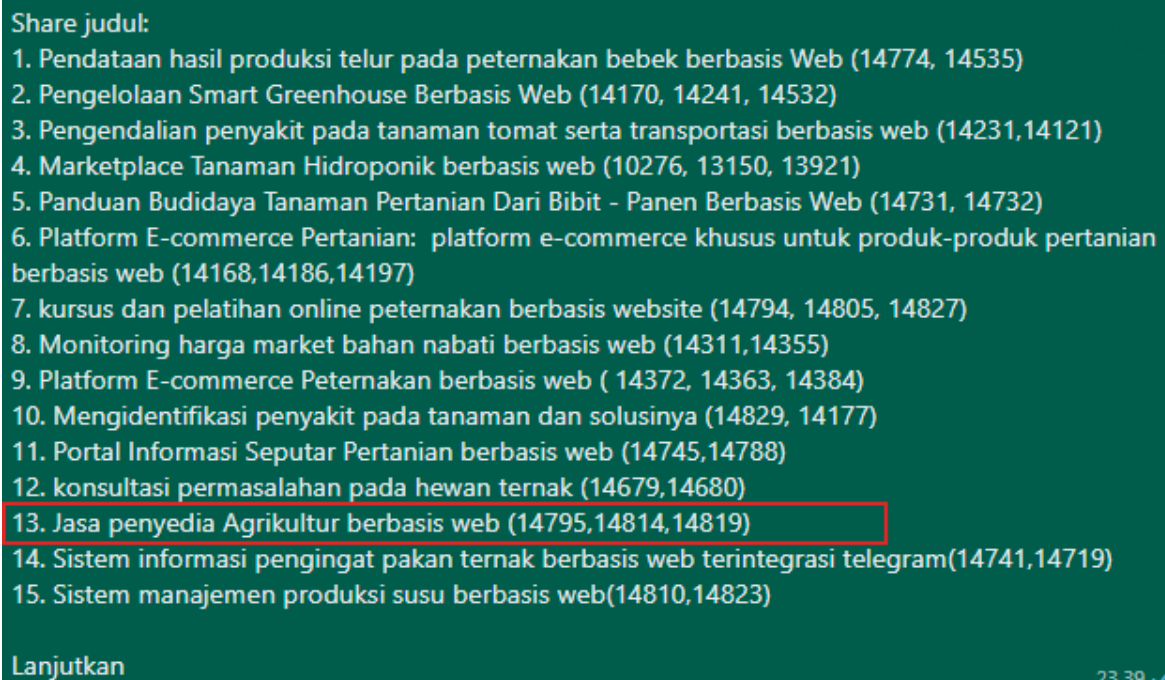 Share judul:
1. Pendataan hasil produksi telur pada peternakan bebek berbasis Web (14774, 14535)
2. Pengelolaan Smart Greenhouse Berbasis Web (14170, 14241, 14532)
3. Pengendalian penyakit pada tanaman tomat serta transportasi berbasis web (14231,14121)
4. Marketplace Tanaman Hidroponik berbasis web (10276, 13150, 13921)
5. Panduan Budidaya Tanaman Pertanian Dari Bibit - Panen Berbasis Web (14731, 14732)
6. Platform E-commerce Pertanian:  platform e-commerce khusus untuk produk-produk pertanian
berbasis web (14168,14186,14197)
7. kursus dan pelatihan online peternakan berbasis website (14794, 14805, 14827)
8. Monitoring harga market bahan nabati berbasis web (14311,14355)
9. Platform E-commerce Peternakan berbasis web ( 14372, 14363, 14384)
10. Mengidentifikasi penyakit pada tanaman dan solusinya (14829, 14177)
11. Portal Informasi Seputar Pertanian berbasis web (14745,14788)
12. konsultasi permasalahan pada hewan ternak (14679,14680)
13. Jasa penyedia Agrikultur berbasis web (14795,14814,14819)
14. Sistem informasi pengingat pakan ternak berbasis web terintegrasi telegram(14741,14719)
15. Sistem manajemen produksi susu berbasis web(14810,14823)
Lanjutkan
23.39